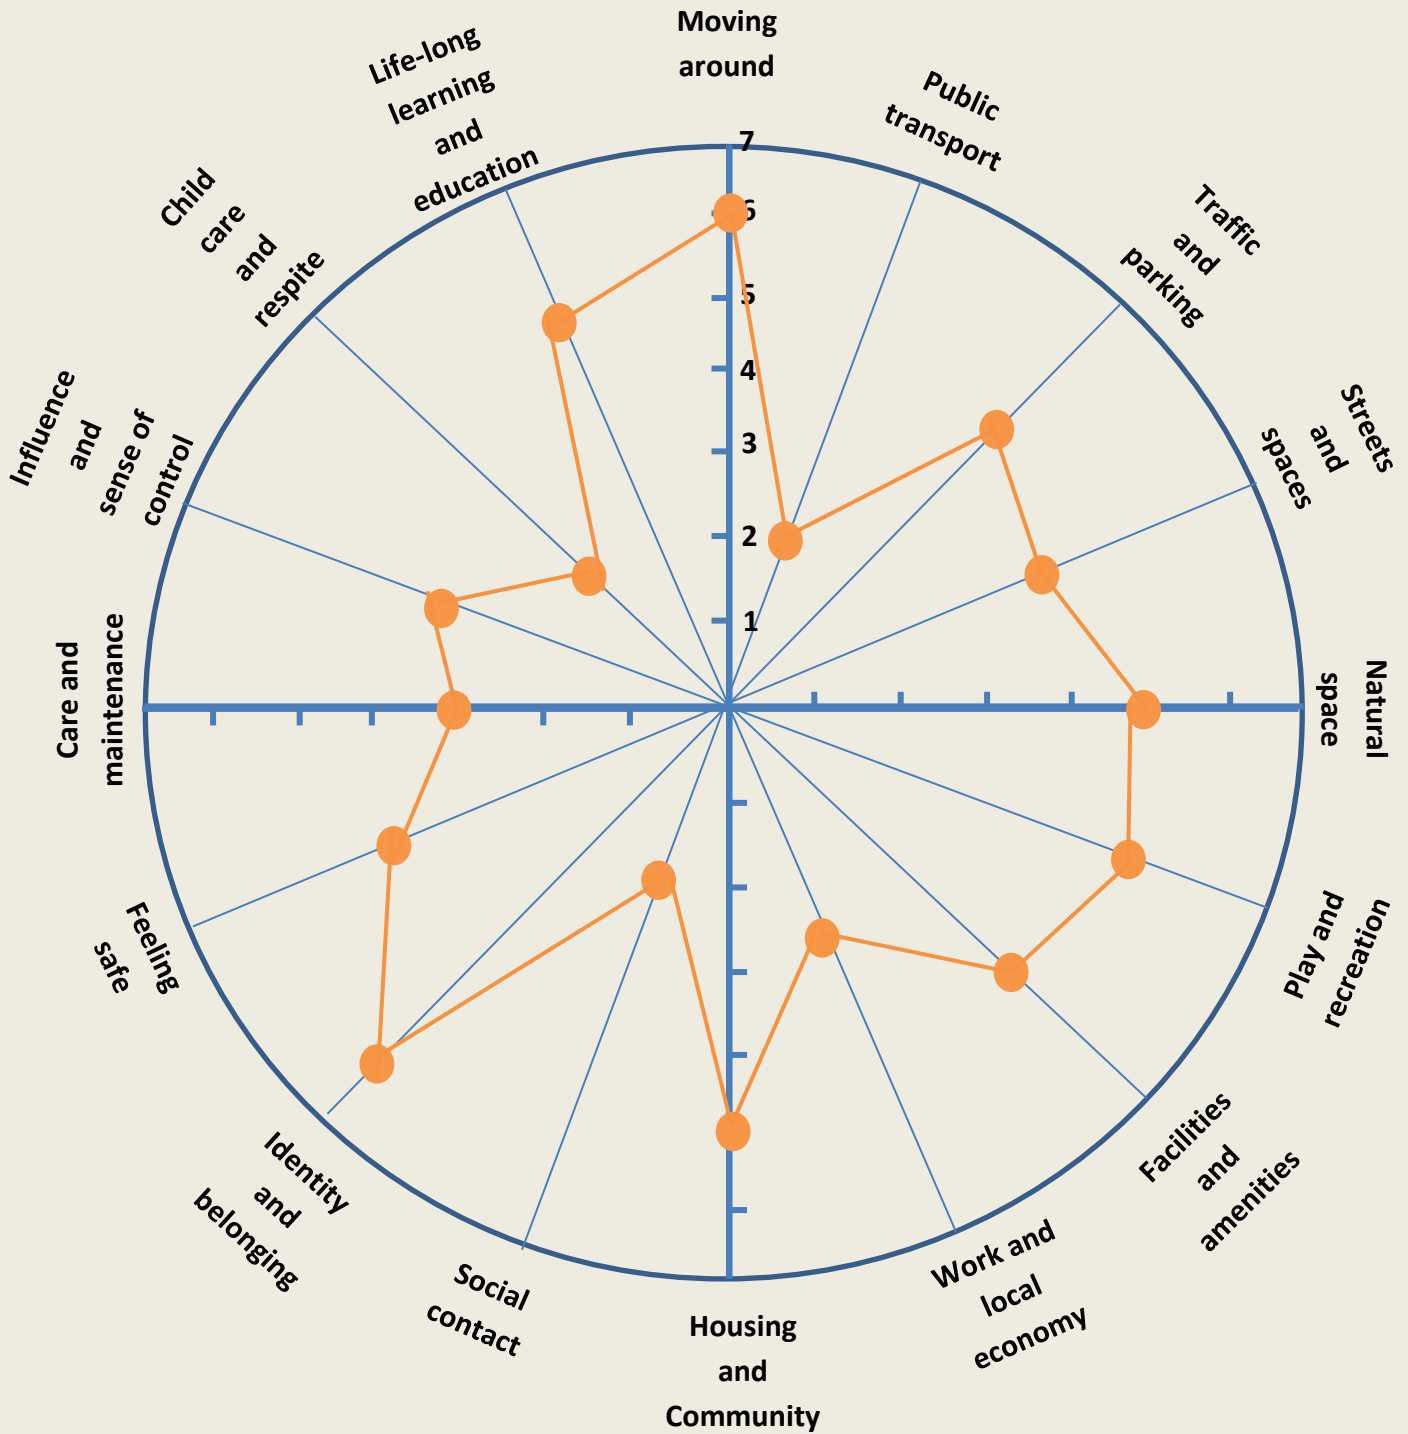 Moving
around
Public
transport
Traffic
and
parking
Streets
and
spaces
Natural
space
Play and
recreation
Facilities
and
amenities
Work and
local
economy
Housing
and
Community
Social
contact
Identity
and
belonging
Feeling
safe
Care and
maintenance
Influence
and
sense of
control
Child
care
and
respite
Life-long
learning
and
education
7
6
5
4
3
2
1